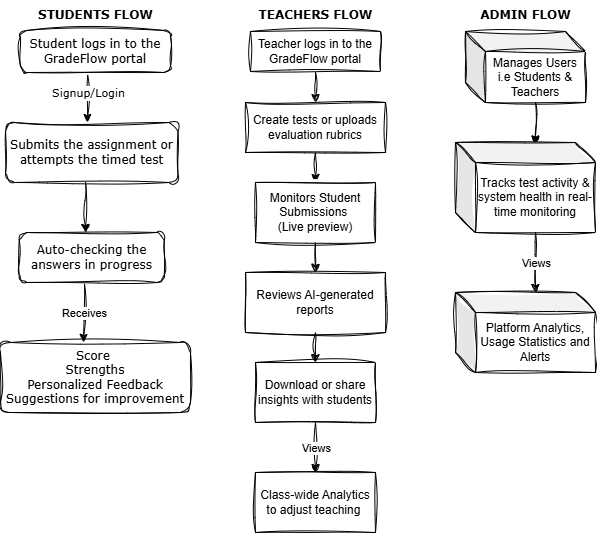 STUDENTS FLOW
Student logs in to the
GradeFlow portal
Signup/Login
Submits the assignment or
attempts the timed test
Auto-checking the
answers in progress
Receives
Score
Strengths
Personalized Feedback
Suggestions for improvement
TEACHERS FLOW
Teacher logs in to the
GradeFlow portal
Create tests or uploads
evaluation rubrics
Monitors Student
Submissions
(Live preview)
Reviews AI-generated
reports
Download or share
insights with students
Views
Class-wide Analytics
to adjust teaching
ADMIN FLOW
Manages Users
i.e Students &
Teachers
Tracks test activity &
system health in real-
time monitoring
Views
Platform Analytics,
Usage Statistics and
Alerts